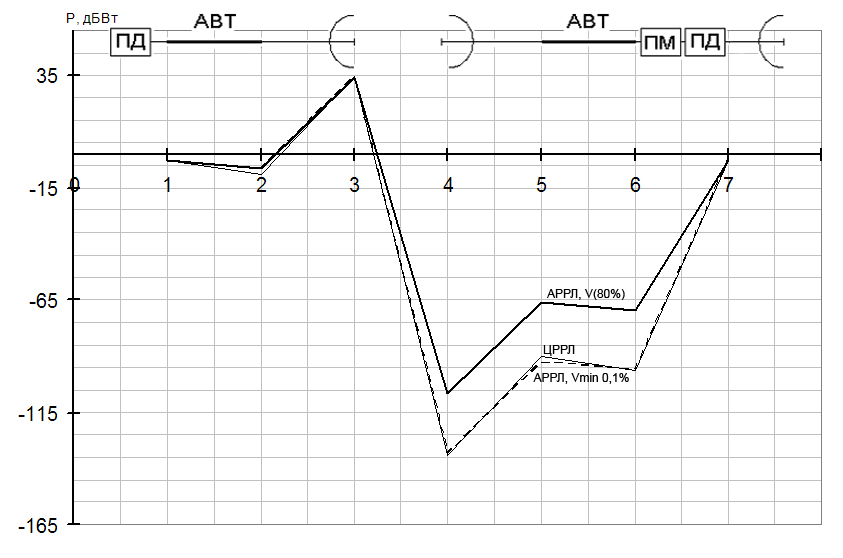 P, дБВт
АВТ
АВТ
ПД
ПМ
ПД
35
0
1
2
3
4
5
6
7
-15
-65
АРРЛ, V(80%)
ЦРРЛ
АРРЛ, Vmin 0,1%
-115
-165